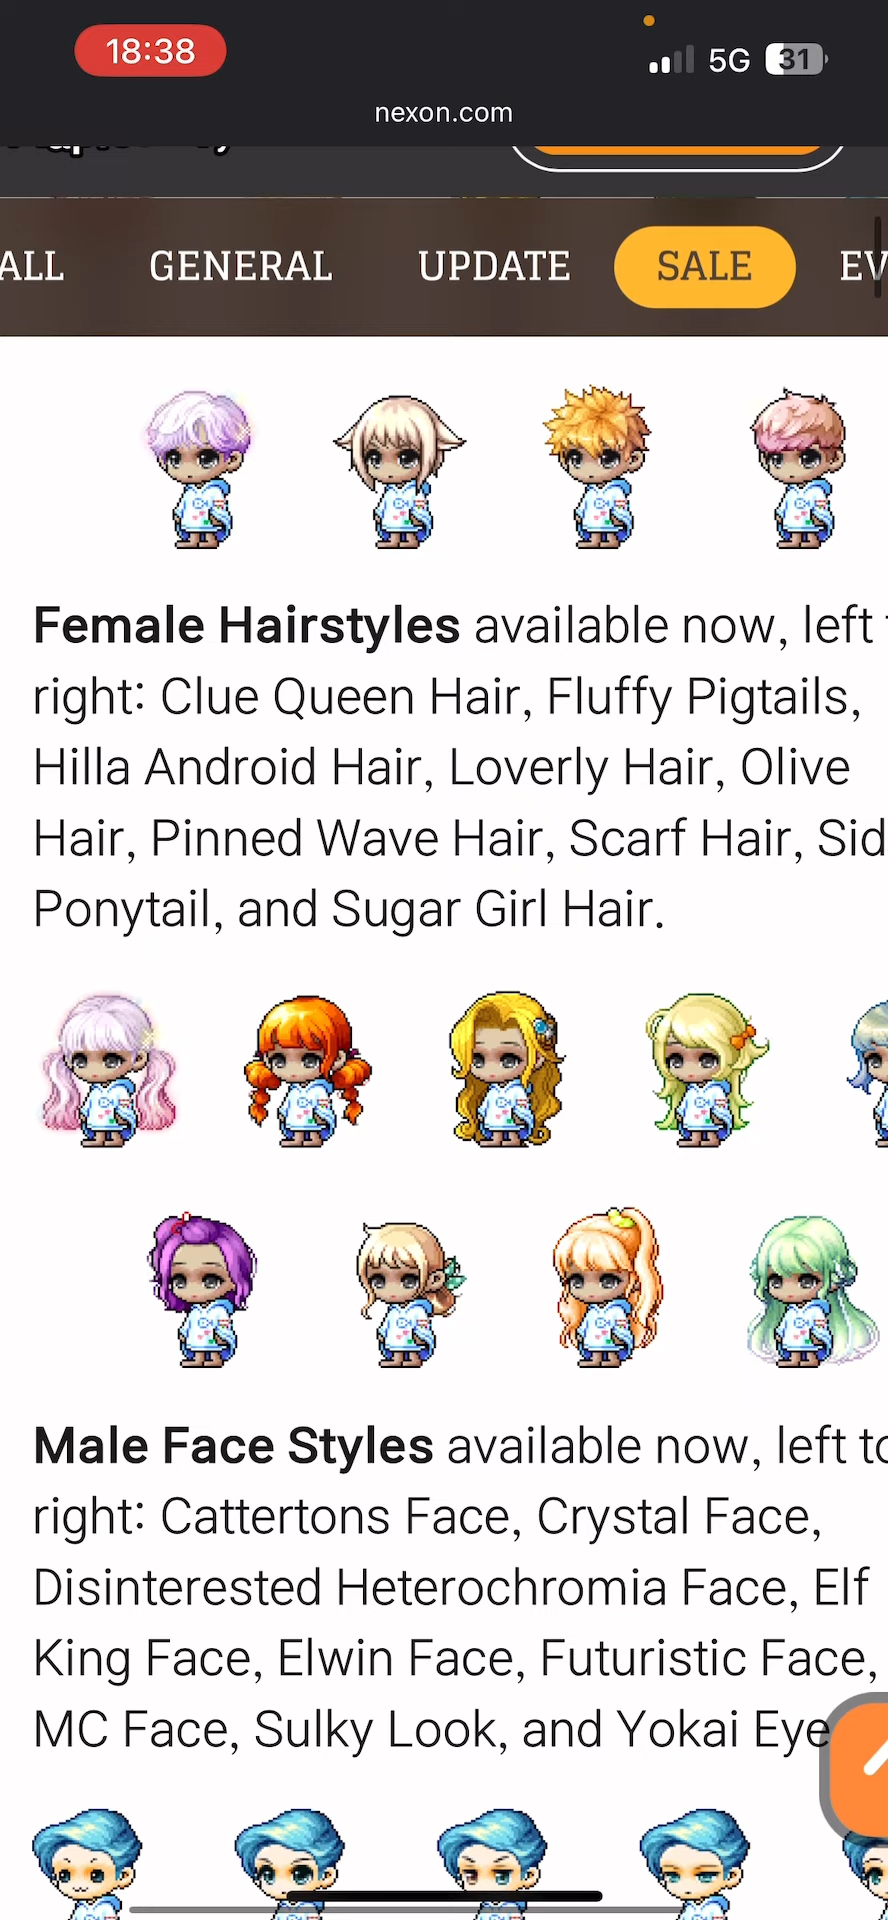 18:38
5G 31
nexon.com
ALL GENERAL UPDATE SALE EV
Female Hairstyles available now, left
right: Clue Queen Hair, Fluffy Pigtails,
Hilla Android Hair, Loverly Hair, Olive
Hair, Pinned Wave Hair, Scarf Hair, Sid
Ponytail, and Sugar Girl Hair.
Male Face Styles available now, left to
right: Cattertons Face, Crystal Face,
Disinterested Heterochromia Face, Elf
King Face, Elwin Face, Futuristic Face,
MC Face, Sulky Look, and Yokai Eye